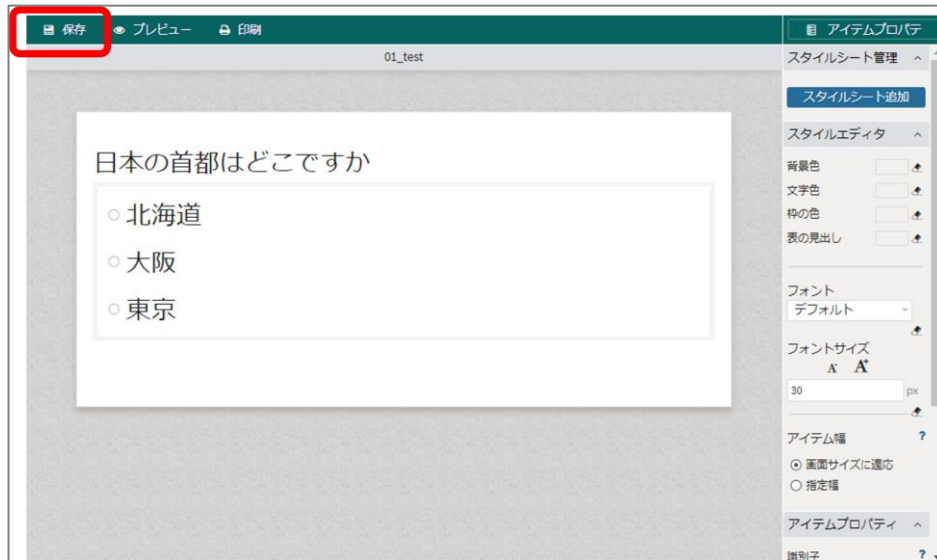 保存 プレビュー 印刷 アイテムプロパテ
01_test
スタイルシート管理
スタイルシート追加
スタイルエディタ
背景色
文字色
枠の色
表の見出し
日本の首都はどこですか
北海道
大阪
東京
フォント
デフォルト
フォントサイズ
A- A+
30 px
アイテム幅 ?
画面サイズに適応
指定幅
アイテムプロパティ
識別子 ?